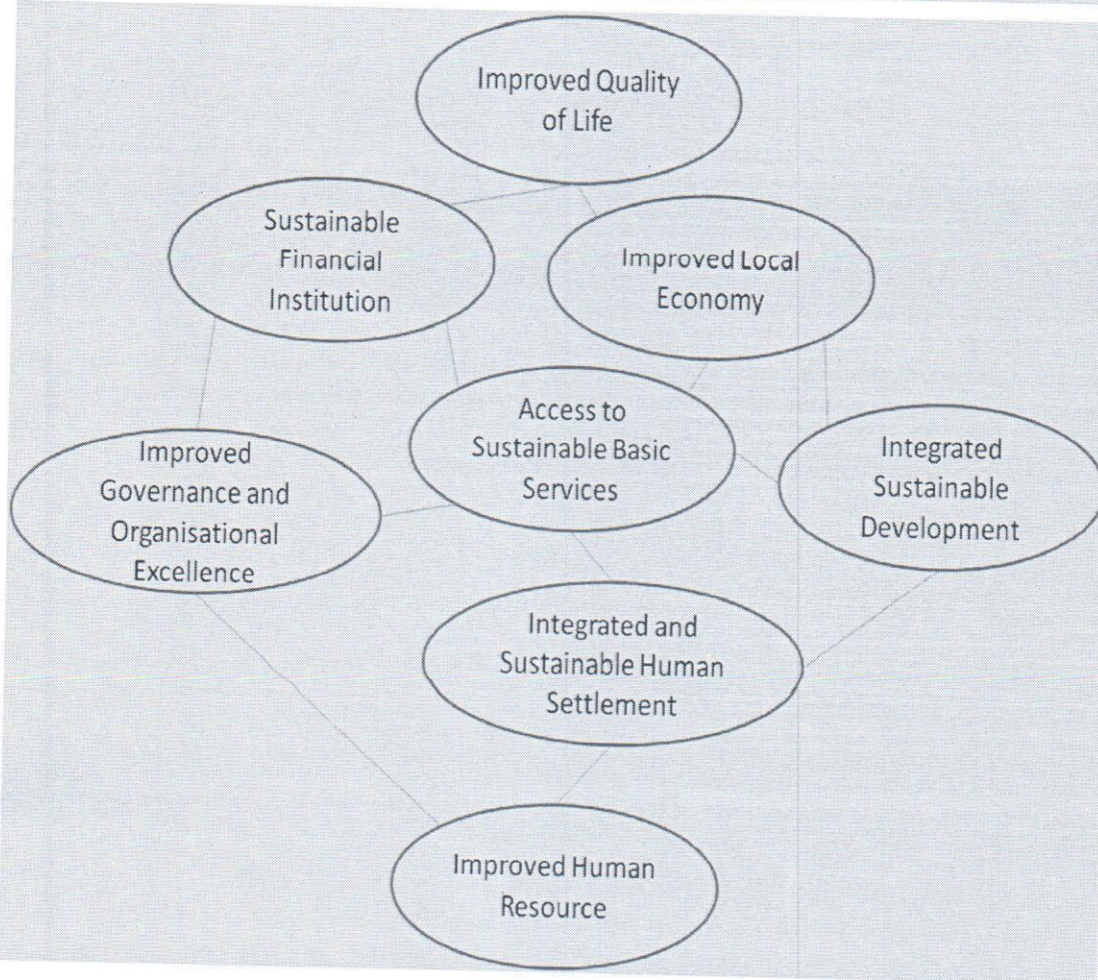 Improved Quality
of Life
Sustainable
Financial
Institution
Improved Local
Economy
Access to
Sustainable Basic
Services
Improved
Governance and
Organisational
Excellence
Integrated
Sustainable
Development
Integrated and
Sustainable Human
Settlement
Improved Human
Resource